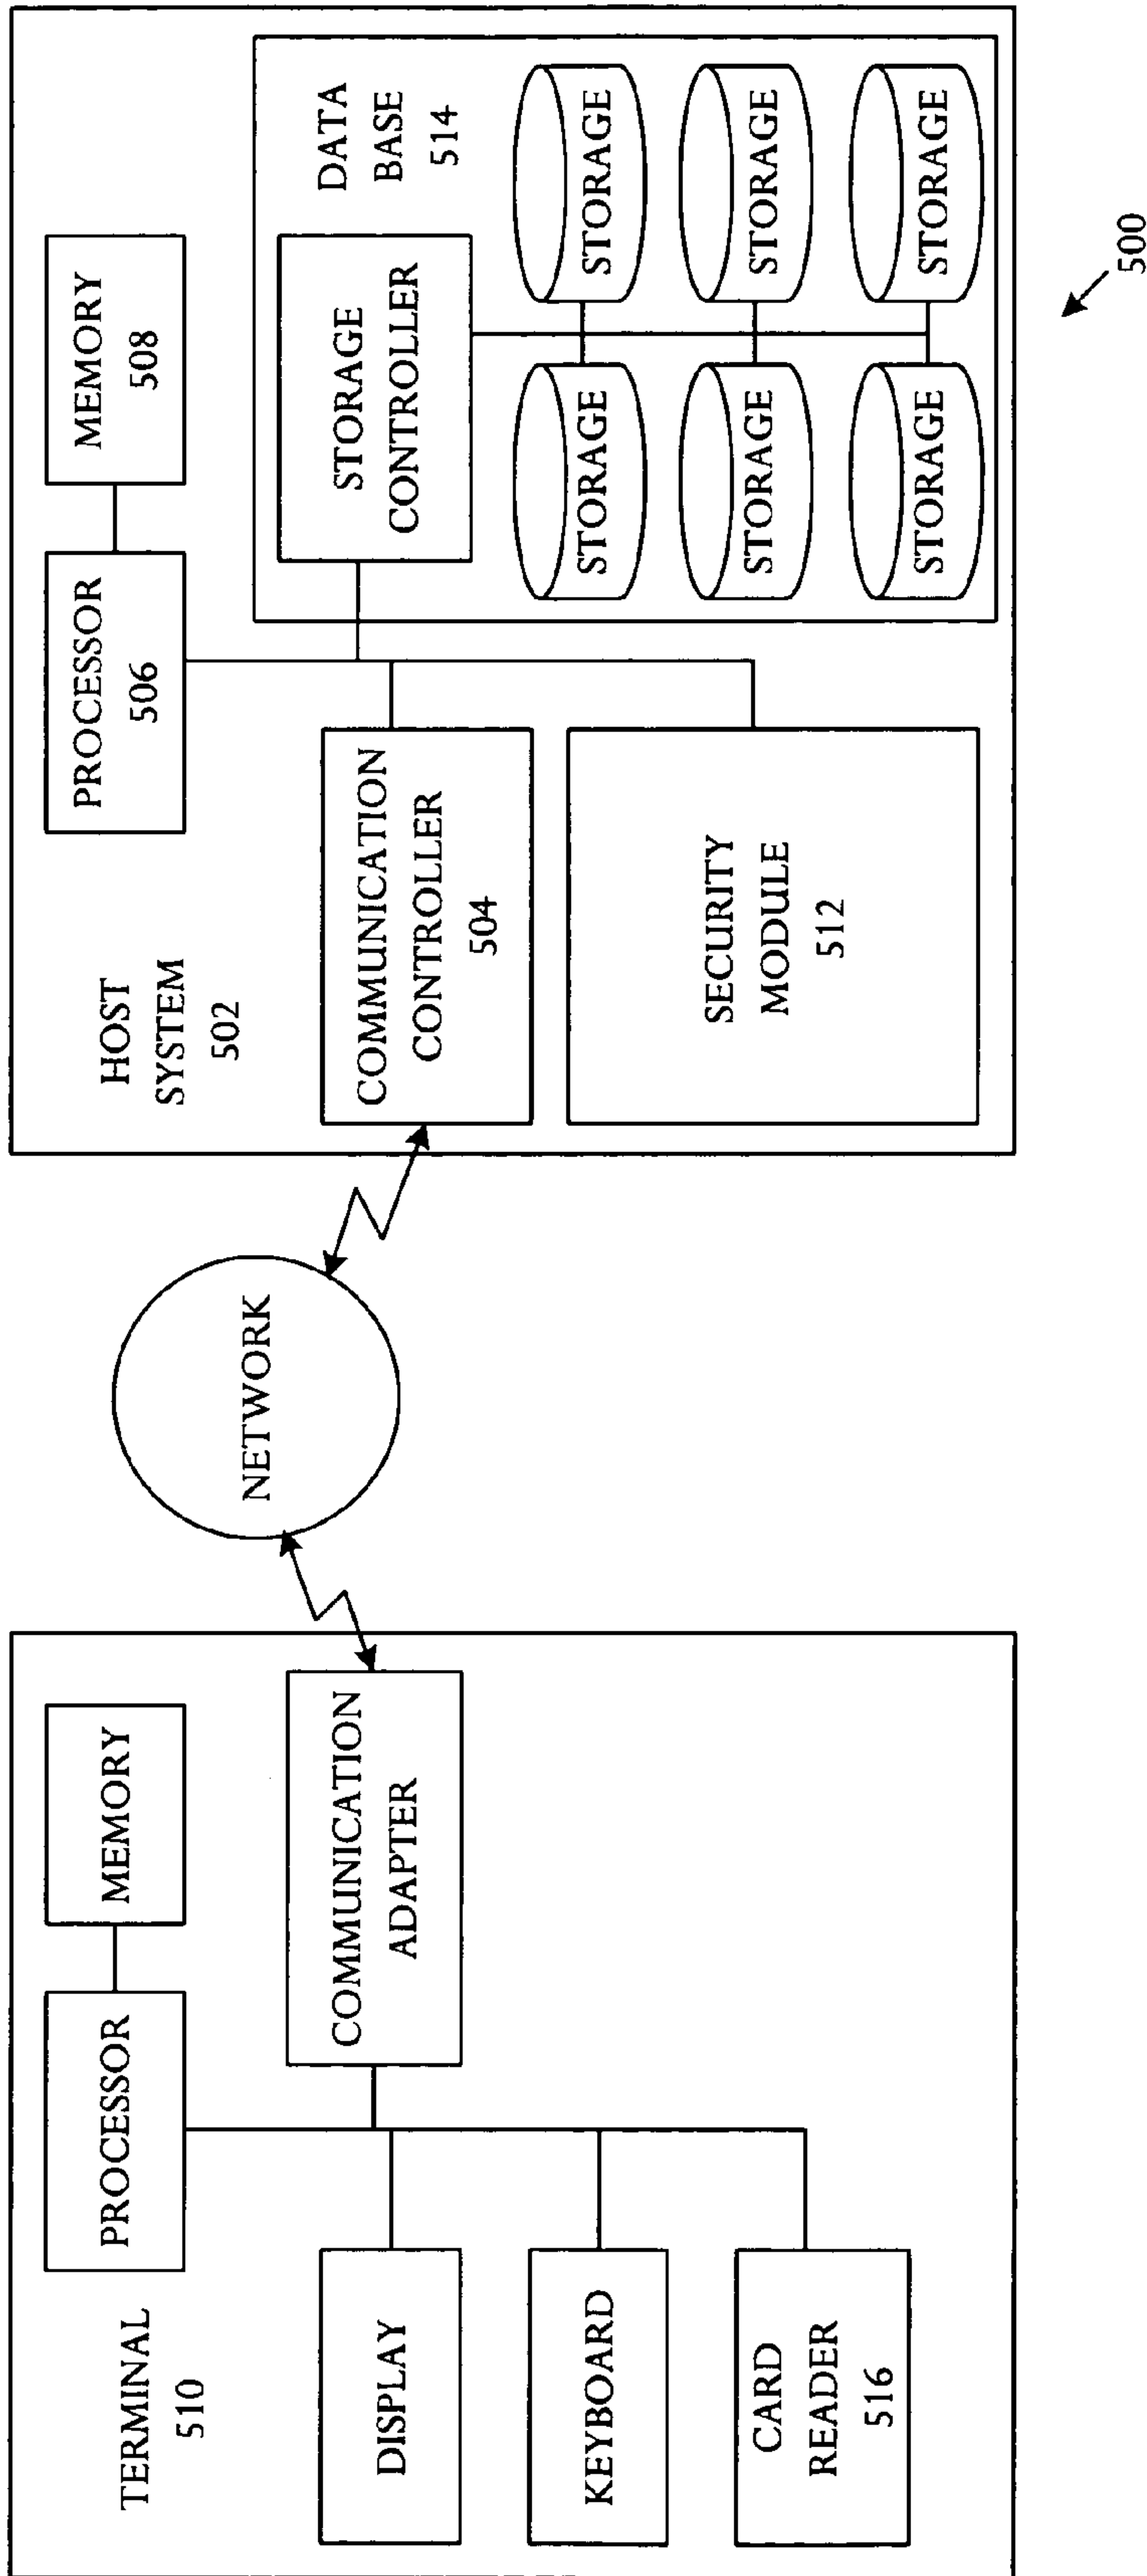 TERMINAL
510
PROCESSOR
MEMORY
DISPLAY
COMMUNICATION
ADAPTER
KEYBOARD
CARD
READER
516
NETWORK
HOST
SYSTEM
502
PROCESSOR
506
MEMORY
508
COMMUNICATION
CONTROLLER
504
SECURITY
MODULE
512
STORAGE
CONTROLLER
DATA
BASE
514
STORAGE
STORAGE
STORAGE
STORAGE
STORAGE
STORAGE
500